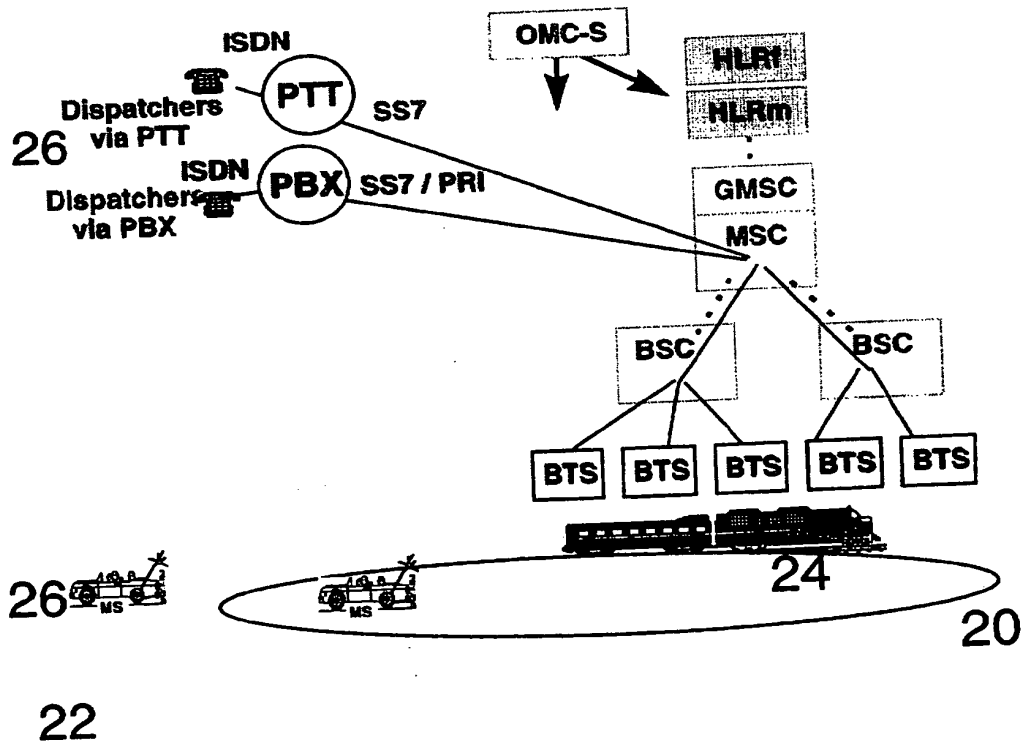 ISDN
OMC-S
HLRf
PTT
Dispatchers
via PTT
SS7
HLRm
26
ISDN
PBX
SS7 / PRI
GMSC
Dispatchers
via PBX
MSC
BSC
BSC
BTS
BTS
BTS
BTS
BTS
24
26
MS
MS
20
22